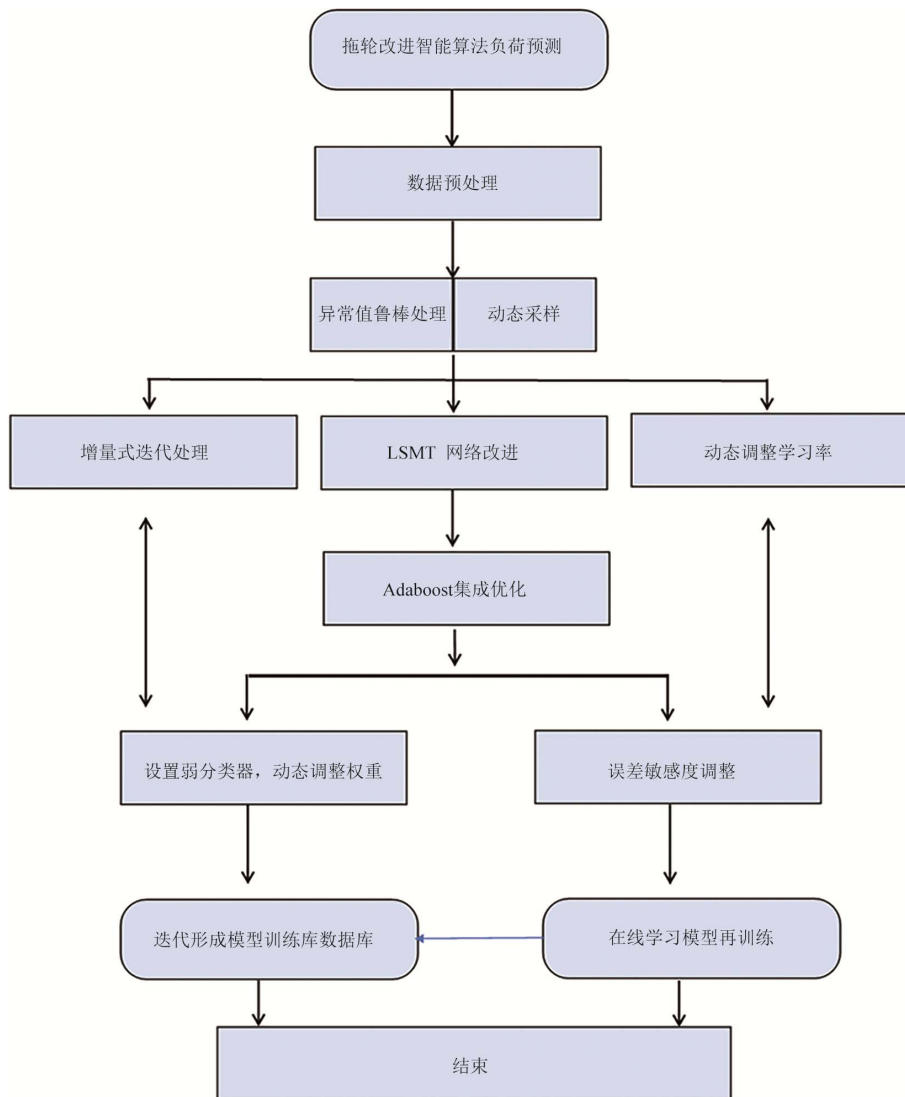 拖轮改进智能算法负荷预测
数据预处理
异常值鲁棒处理
动态采样
增量式迭代处理
LSMT 网络改进
动态调整学习率
Adaboost集成优化
设置弱分类器，动态调整权重
误差敏感度调整
迭代形成模型训练库数据库
在线学习模型再训练
结束